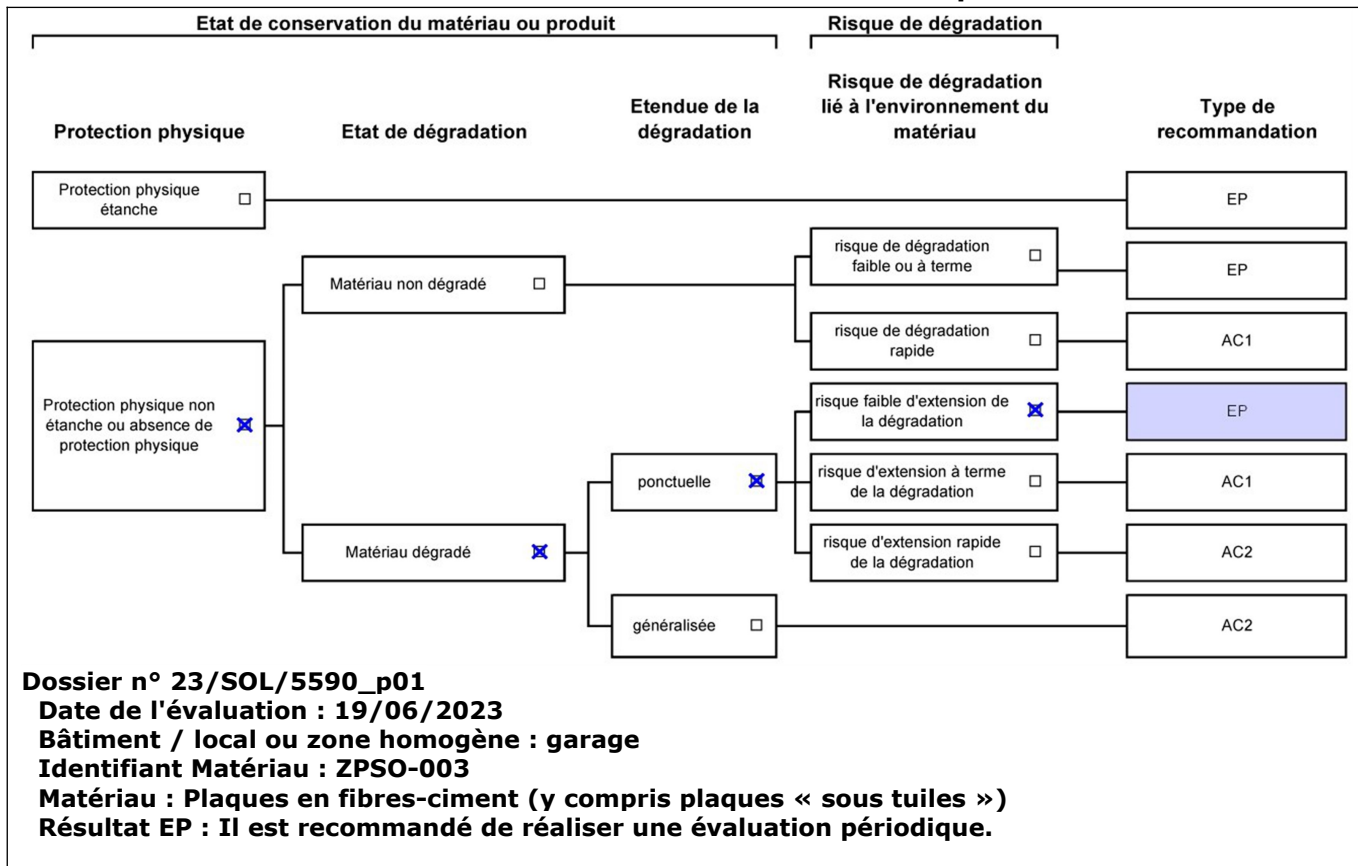 Etat de conservation du matériau ou produit
Risque de dégradation
Protection physique
Etat de dégradation
Etendue de la
dégradation
Risque de dégradation
lié à l'environnement du
matériau
Type de
recommandation
Protection physique
étanche
EP
risque de dégradation
faible ou à terme
EP
Matériau non dégradé
risque de dégradation
rapide
AC1
Protection physique non
étanche ou absence de
protection physique
risque faible d'extension de
la dégradation
EP
ponctuelle
risque d'extension à terme
de la dégradation
AC1
Matériau dégradé
risque d'extension rapide
de la dégradation
AC2
généralisée
AC2
Dossier n° 23/SOL/5590_p01
Date de l'évaluation : 19/06/2023
Bâtiment / local ou zone homogène : garage
Identifiant Matériau : ZPSO-003
Matériau : Plaques en fibres-ciment (y compris plaques « sous tuiles »)
Résultat EP : Il est recommandé de réaliser une évaluation périodique.